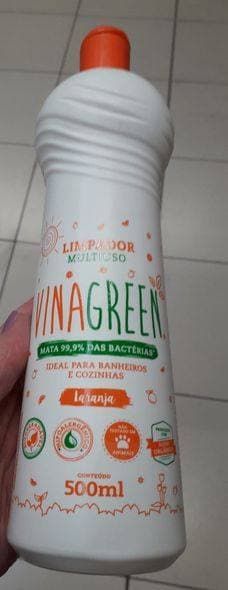 LIMPADOR
MULTIUSO
VINAGREEN
MATA 99,9% DAS BACTÉRIAS*
IDEAL PARA BANHEIROS
E COZINHAS
Laranja
HIPOALERGÊNICO
NÃO
TESTADO EM
ANIMAIS
CONTEÚDO
500ml